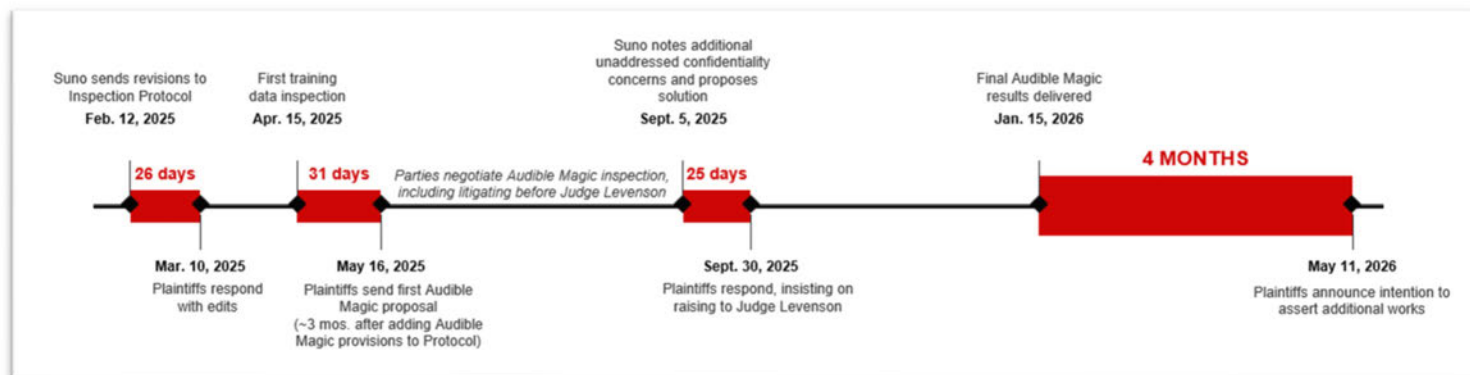 Suno sends revisions to
Inspection Protocol
Feb. 12, 2025
First training
data inspection
Apr. 15, 2025
Suno notes additional
unaddressed confidentiality
concerns and proposes
solution
Sept. 5, 2025
Final Audible Magic
results delivered
Jan. 15, 2026
26 days
31 days
Parties negotiate Audible Magic inspection,
including litigating before Judge Levenson
25 days
4 MONTHS
Mar. 10, 2025
Plaintiffs respond
with edits
May 16, 2025
Plaintiffs send first Audible
Magic proposal
(~3 mos. after adding Audible
Magic provisions to Protocol)
Sept. 30, 2025
Plaintiffs respond, insisting on
raising to Judge Levenson
May 11, 2026
Plaintiffs announce intention to
assert additional works